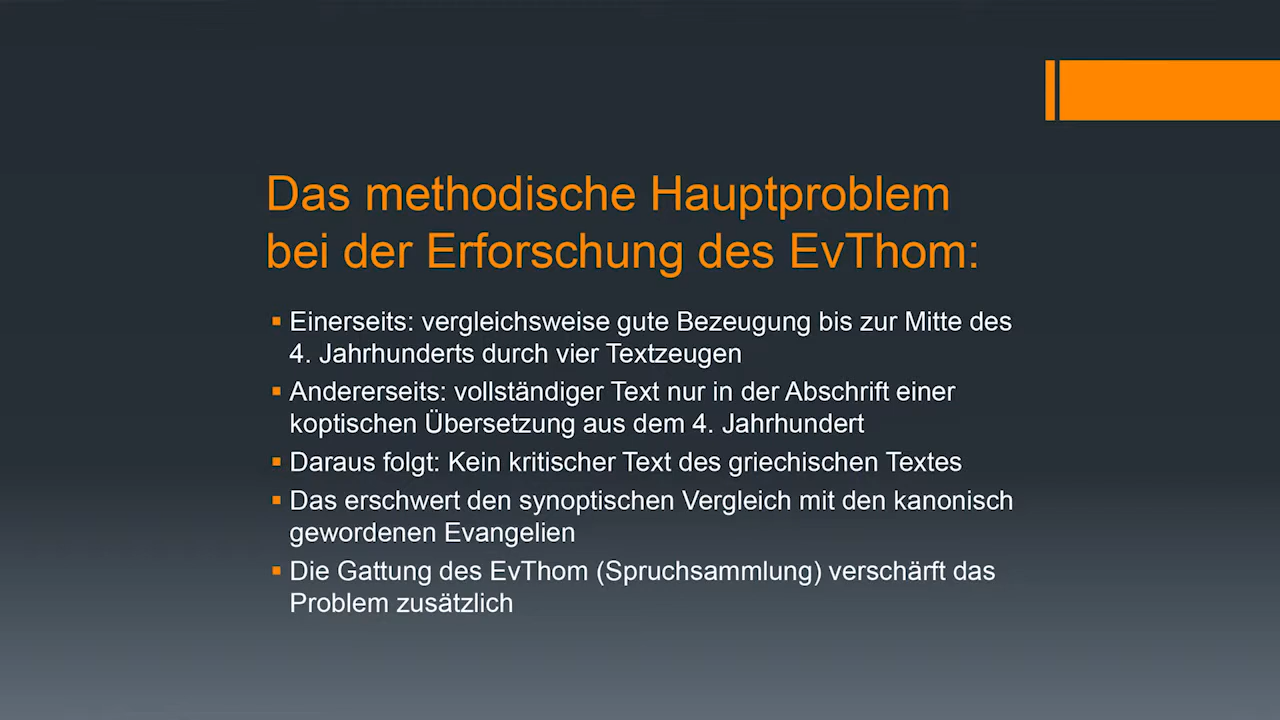 Das methodische Hauptproblem
bei der Erforschung des EvThom:
Einerseits: vergleichsweise gute Bezeugung bis zur Mitte des
4. Jahrhunderts durch vier Textzeugen
Andererseits: vollständiger Text nur in der Abschrift einer
koptischen Übersetzung aus dem 4. Jahrhundert
Daraus folgt: Kein kritischer Text des griechischen Textes
Das erschwert den synoptischen Vergleich mit den kanonisch
gewordenen Evangelien
Die Gattung des EvThom (Spruchsammlung) verschärft das
Problem zusätzlich